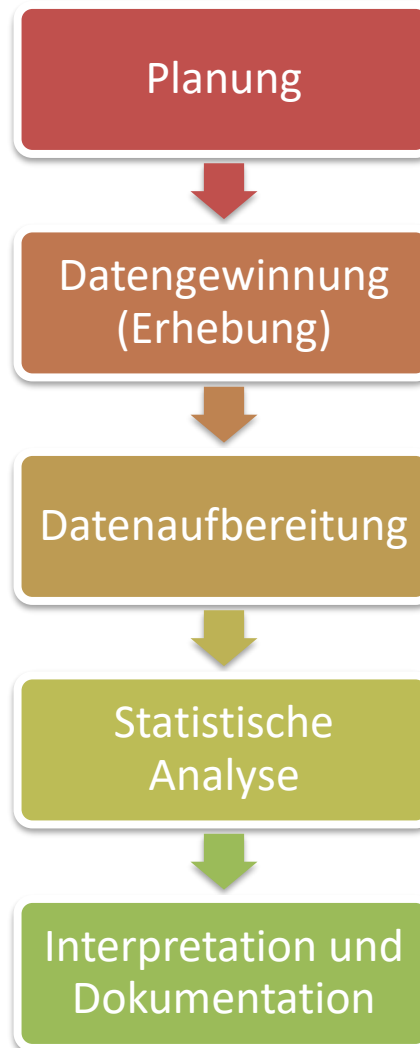 Planung
Datengewinnung
(Erhebung)
Datenaufbereitung
Statistische
Analyse
Interpretation und
Dokumentation